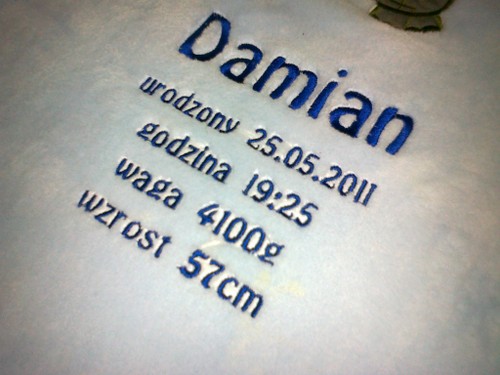 Damian
urodzony 25.05.2011
godzina 19:25
waga 4100g
wzrost 57cm